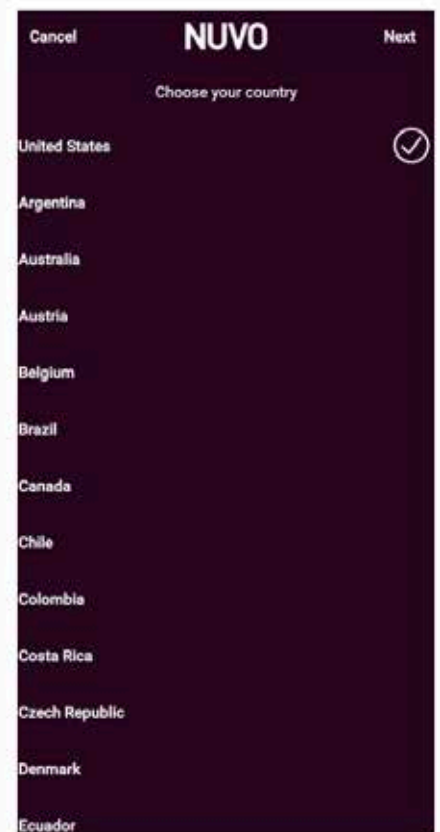 Cancel NUVO Next
Choose your country
United States
Argentina
Australia
Austria
Belgium
Brazil
Canada
Chile
Colombia
Costa Rica
Czech Republic
Denmark
Ecuador